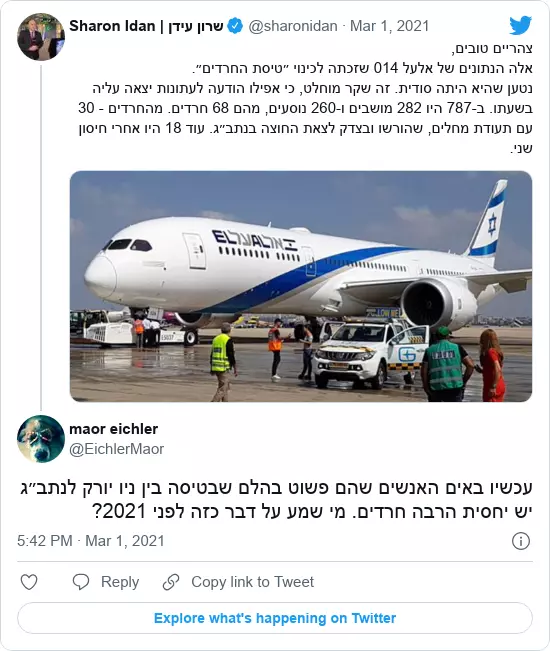 Sharon Idan | שרון עידן @sharonidan · Mar 1, 2021
צהריים טובים,
אלה הנתונים של אלעל 014 שזכתה לכינוי ״טיסת החרדים״.
נטען שהיא היתה סודית. זה שקר מוחלט, כי אפילו הודעה לעתונות יצאה עליה
בשעתו. ב-787 היו 282 מושבים ו-260 נוסעים, מהם 68 חרדים. מהחרדים - 30
עם תעודת מחלים, שהורשו ובצדק לצאת החוצה בנתב״ג. עוד 18 היו אחרי חיסון
שני.
EL אל על AL
maor eichler
@EichlerMaor
עכשיו באים האנשים שהם פשוט בהלם שבטיסה בין ניו יורק לנתב״ג
יש יחסית הרבה חרדים. מי שמע על דבר כזה לפני 2021?
5:42 PM · Mar 1, 2021
Reply Copy link to Tweet
Explore what's happening on Twitter